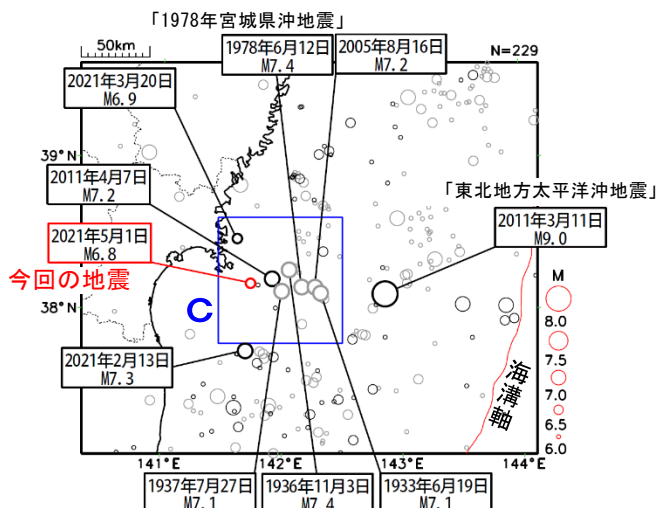 「1978年宮城県沖地震」
50km
N=229
1978年6月12日
M7.4
2005年8月16日
M7.2
2021年3月20日
M6.9
39°N
2011年4月7日
M7.2
「東北地方太平洋沖地震」
2011年3月11日
M9.0
2021年5月1日
M6.8
今回の地震
38°N
C
M
8.0
7.5
7.0
6.5
6.0
2021年2月13日
M7.3
海溝軸
141°E
142°E
143°E
144°E
1937年7月27日
M7.1
1936年11月3日
M7.4
1933年6月19日
M7.1